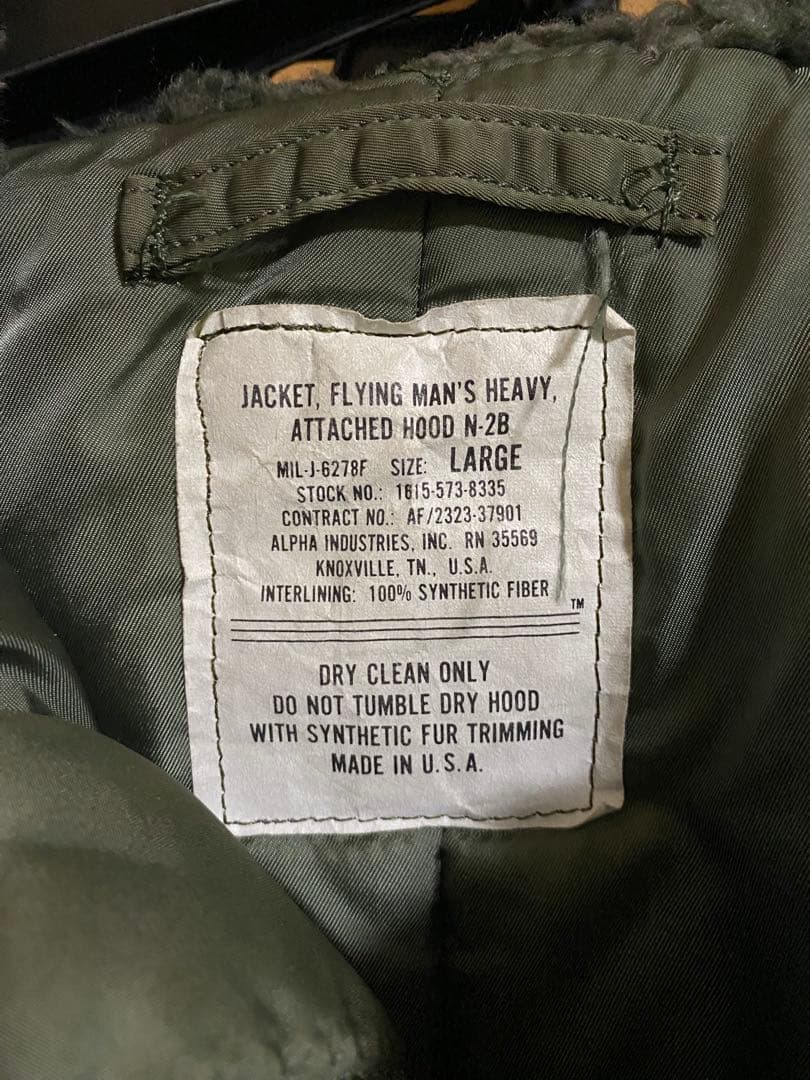 JACKET, FLYING MAN'S HEAVY,
ATTACHED HOOD N-2B
MIL-J-6278F SIZE: LARGE
STOCK NO.: 1615-573-8335
CONTRACT NO.: AF/2323-37901
ALPHA INDUSTRIES, INC. RN 35569
KNOXVILLE, TN., U.S.A.
INTERLINING: 100% SYNTHETIC FIBER
TM
DRY CLEAN ONLY
DO NOT TUMBLE DRY HOOD
WITH SYNTHETIC FUR TRIMMING
MADE IN U.S.A.